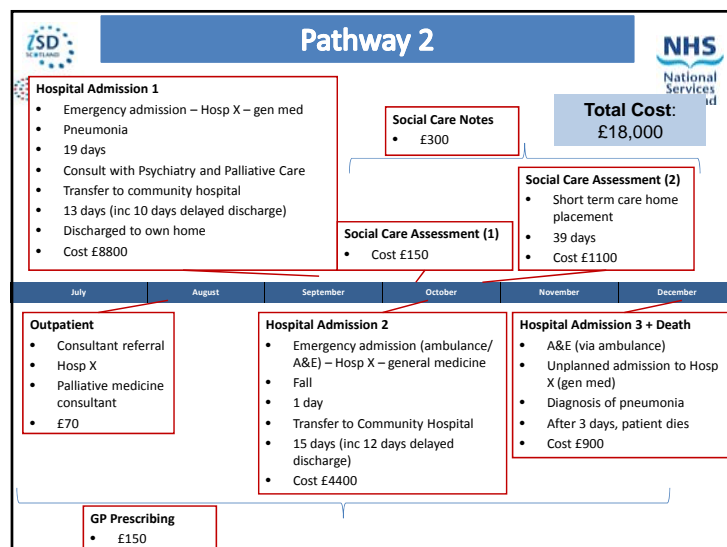 iSD
SCOTLAND
Pathway 2
NHS
National
Services
Hospital Admission 1
• Emergency admission – Hosp X – gen med
• Pneumonia
• 19 days
• Consult with Psychiatry and Palliative Care
• Transfer to community hospital
• 13 days (inc 10 days delayed discharge)
• Discharged to own home
• Cost £8800
Social Care Notes
• £300
Total Cost:
£18,000
Social Care Assessment (1)
• Cost £150
Social Care Assessment (2)
• Short term care home
placement
• 39 days
• Cost £1100
July August September October November December
Outpatient
• Consultant referral
• Hosp X
• Palliative medicine
consultant
• £70
Hospital Admission 2
• Emergency admission (ambulance/
A&E) – Hosp X – general medicine
• Fall
• 1 day
• Transfer to Community Hospital
• 15 days (inc 12 days delayed
discharge)
• Cost £4400
Hospital Admission 3 + Death
• A&E (via ambulance)
• Unplanned admission to Hosp
X (gen med)
• Diagnosis of pneumonia
• After 3 days, patient dies
• Cost £900
GP Prescribing
• £150